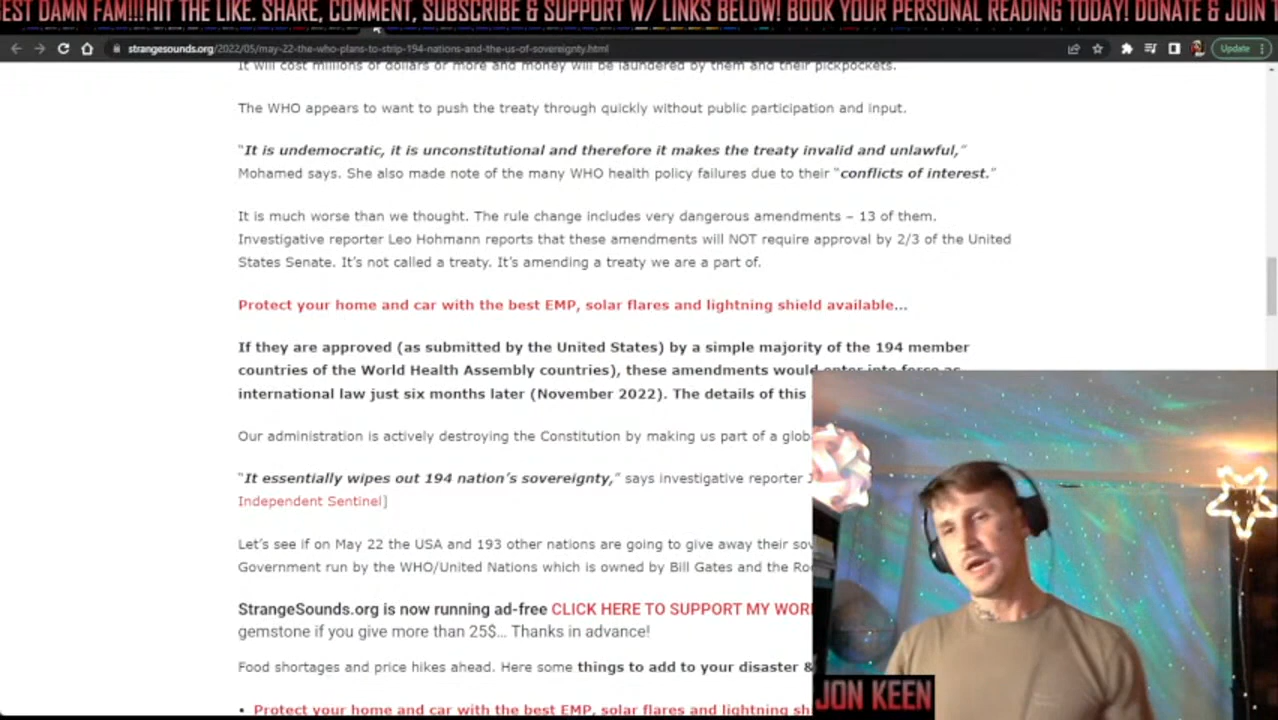 EST DAMN FAM!!! HIT THE LIKE. SHARE, COMMENT, SUBSCRIBE & SUPPORT W/ LINKS BELOW! BOOK YOUR PERSONAL READING TODAY! DONATE & JOIN T
strangesounds.org/2022/05/may-22-the-who-plans-to-strip-194-nations-and-the-us-of-sovereignty.html
Update
It will cost millions of dollars or more and money will be laundered by them and their pickpockets.
The WHO appears to want to push the treaty through quickly without public participation and input.
“It is undemocratic, it is unconstitutional and therefore it makes the treaty invalid and unlawful,”
Mohamed says. She also made note of the many WHO health policy failures due to their “conflicts of interest.”
It is much worse than we thought. The rule change includes very dangerous amendments – 13 of them.
Investigative reporter Leo Hohmann reports that these amendments will NOT require approval by 2/3 of the United
States Senate. It’s not called a treaty. It’s amending a treaty we are a part of.
Protect your home and car with the best EMP, solar flares and lightning shield available...
If they are approved (as submitted by the United States) by a simple majority of the 194 member
countries of the World Health Assembly countries), these amendments would enter into force as
international law just six months later (November 2022). The details of this
Our administration is actively destroying the Constitution by making us part of a glob
“It essentially wipes out 194 nation’s sovereignty,” says investigative reporter
Independent Sentinel]
Let’s see if on May 22 the USA and 193 other nations are going to give away their sov
Government run by the WHO/United Nations which is owned by Bill Gates and the Ro
StrangeSounds.org is now running ad-free CLICK HERE TO SUPPORT MY WOR
gemstone if you give more than 25$... Thanks in advance!
Food shortages and price hikes ahead. Here some things to add to your disaster &
• Protect your home and car with the best EMP, solar flares and lightning sh
JON KEEN